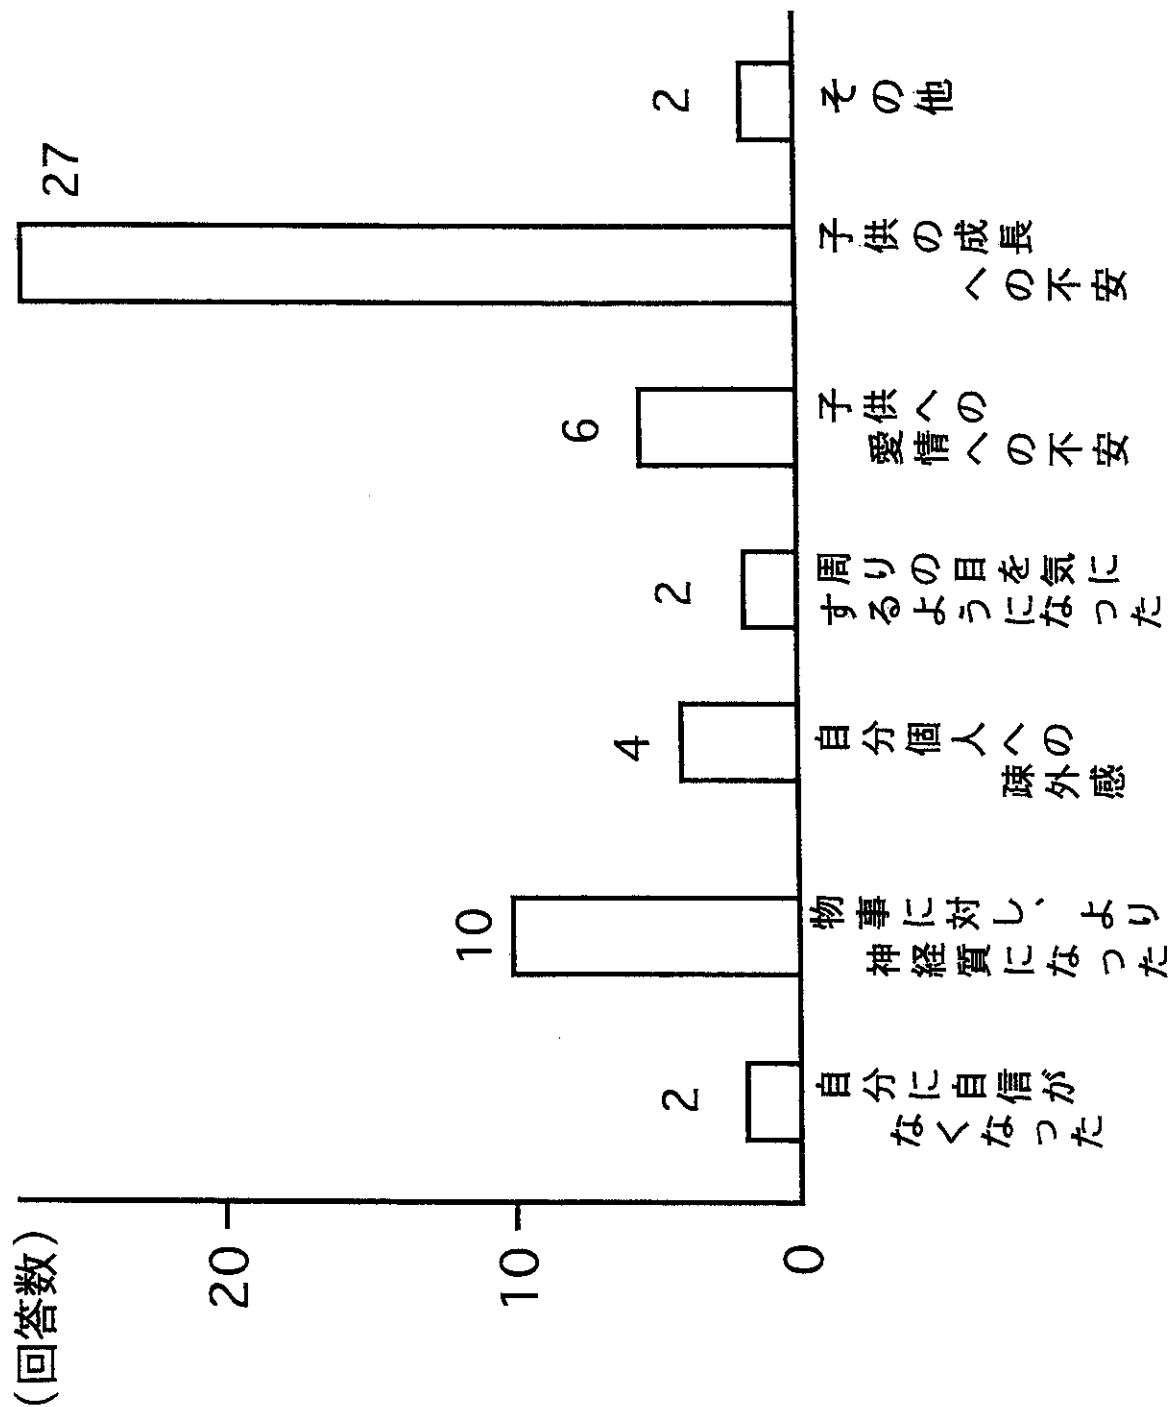 (回答数)
20
10
0
2
10
4
2
6
27
2
自分に自信が
なくなった
物事に対し、より
神経質になった
自分個人への
疎外感
周りの目を気に
するようになった
子供への
愛情への不安
子供の成長
への不安
その他